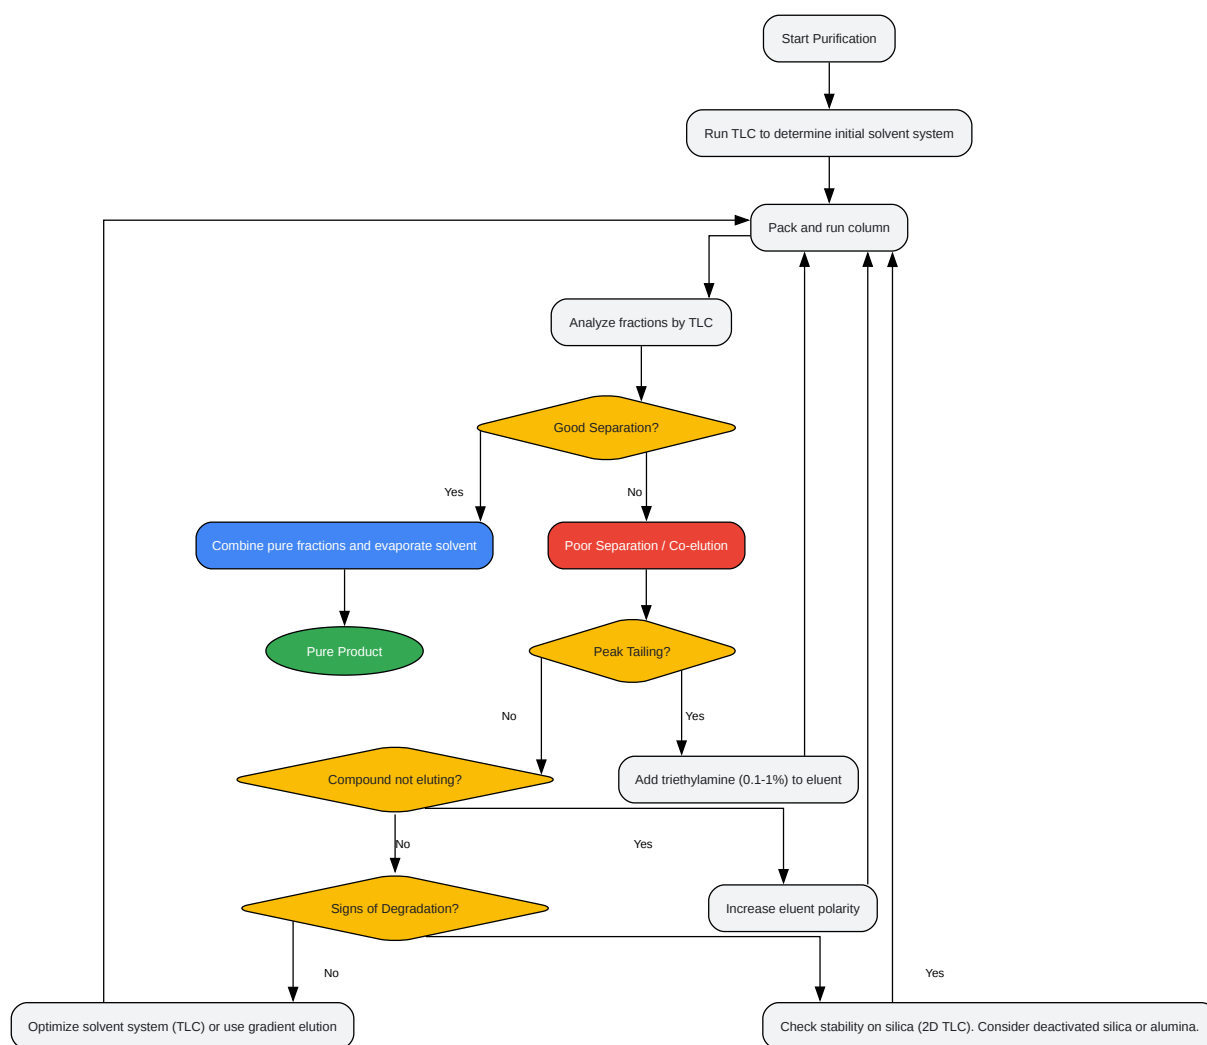 Start Purification
Run TLC to determine initial solvent system
Pack and run column
Analyze fractions by TLC
Good Separation?
Yes
No
Combine pure fractions and evaporate solvent
Poor Separation / Co-elution
Pure Product
Peak Tailing?
No
Yes
Compound not eluting?
Add triethylamine (0.1-1%) to eluent
No
Yes
Signs of Degradation?
Increase eluent polarity
No
Yes
Optimize solvent system (TLC) or use gradient elution
Check stability on silica (2D TLC). Consider deactivated silica or alumina.